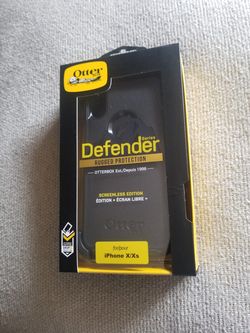 Otter
BOX
Defender
Series
RUGGED PROTECTION
OTTERBOX Est./Depuis 1998
SCREENLESS EDITION
ÉDITION « ÉCRAN LIBRE »
Otter
for/pour
iPhone X/Xs